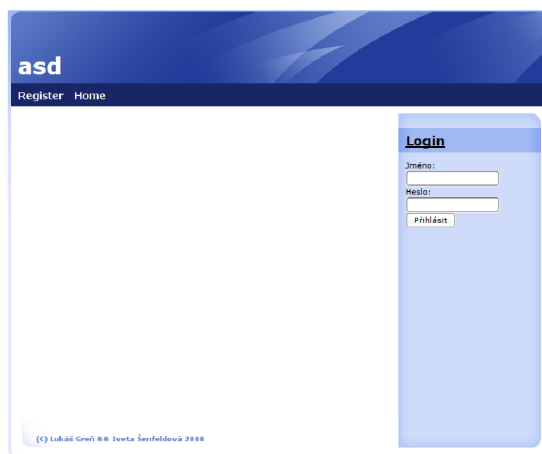 asd
Register Home
Login
Jméno:
Heslo:
Přihlásit
(C) Lukáš Greň && Iveta Šenfeldová 2008